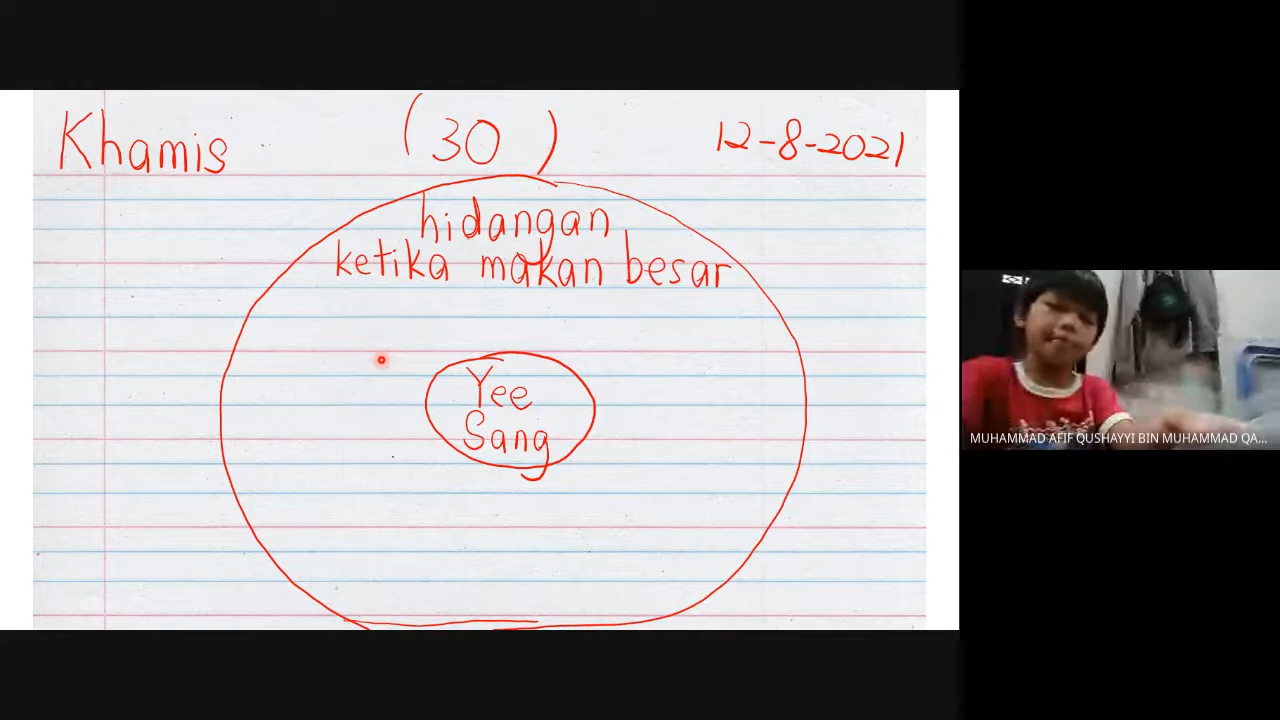 Khamis (30) 12-8-2021
hidangan
ketika makan besar
Yee
Sang
MUHAMMAD AFIF QUSHAYYI BIN MUHAMMAD QA...